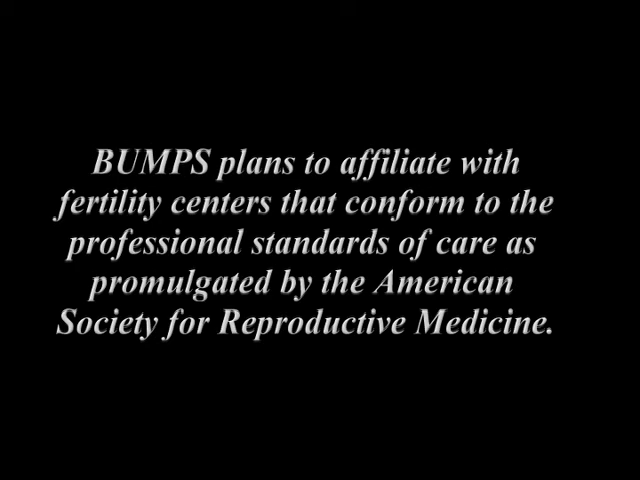 BUMPS plans to affiliate with
fertility centers that conform to the
professional standards of care as
promulgated by the American
Society for Reproductive Medicine.